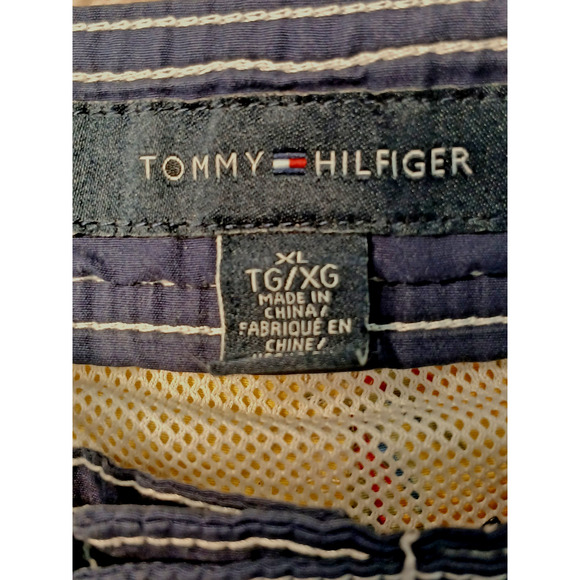 TOMMY HILFIGER
XL
TG/XG
MADE IN
CHINA/
FABRIQUÉ EN
CHINE/